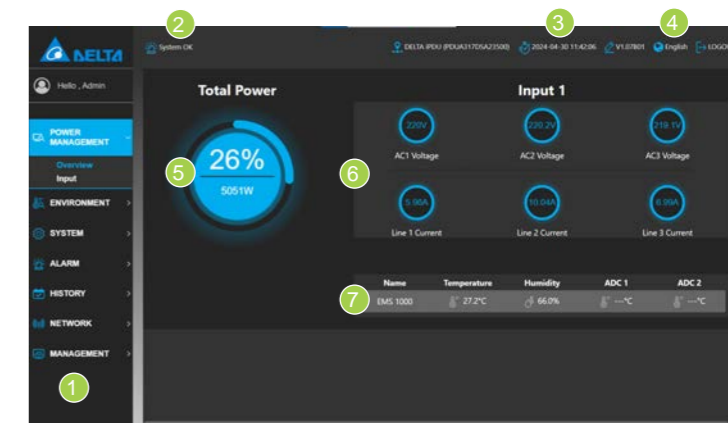 2
3
4
DELTA
System OK
DELTA iPDU (PDUA317D5A23500)
2024-04-30 11:42:06
V1.07B01
English
LOGOUT
Hello , Admin
Total Power
Input 1
POWER MANAGEMENT
Overview
Input
ENVIRONMENT
SYSTEM
ALARM
HISTORY
NETWORK
MANAGEMENT
1
5
26%
5051W
6
220V
220.2V
219.1V
AC1 Voltage
AC2 Voltage
AC3 Voltage
5.98A
10.04A
6.99A
Line 1 Current
Line 2 Current
Line 3 Current
Name Temperature Humidity ADC 1 ADC 2
7
EMS 1000 27.2°C 66.0% ---°C ---°C